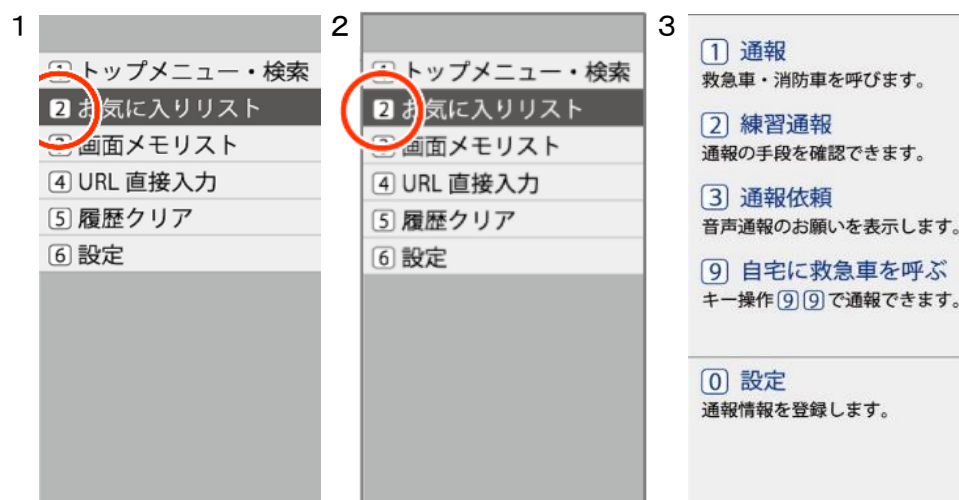 1
1 トップメニュー・検索
2 お気に入りリスト
3 画面メモリスト
4 URL 直接入力
5 履歴クリア
6 設定
2
1 トップメニュー・検索
2 お気に入りリスト
3 画面メモリスト
4 URL 直接入力
5 履歴クリア
6 設定
3
1 通報
救急車・消防車を呼びます。
2 練習通報
通報の手段を確認できます。
3 通報依頼
音声通報のお願いを表示します。
9 自宅に救急車を呼ぶ
キー操作99で通報できます。
0 設定
通報情報を登録します。